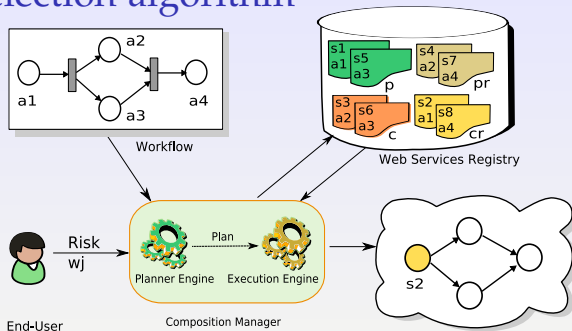 election algorithm
a2
a1
a3
a4
Workflow
s1
a1
s5
a3
p
s4
a2
s7
a4
pr
s3
a2
s6
a3
c
s2
a1
s8
a4
cr
Web Services Registry
Risk
wj
End-User
Plan
Planner Engine
Execution Engine
Composition Manager
s2